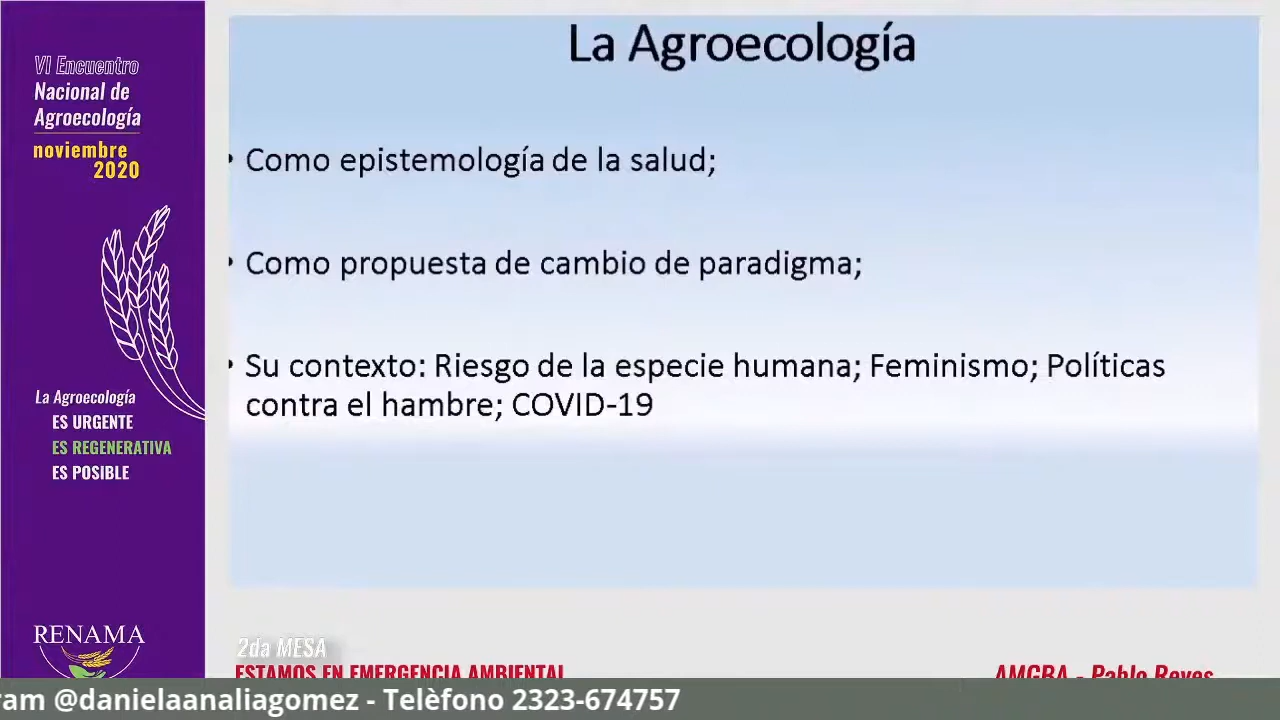 VI Encuentro
Nacional de
Agroecología
noviembre
2020
La Agroecología
ES URGENTE
ES REGENERATIVA
ES POSIBLE
RENAMA
La Agroecología
• Como epistemología de la salud;
• Como propuesta de cambio de paradigma;
• Su contexto: Riesgo de la especie humana; Feminismo; Políticas
contra el hambre; COVID-19
2da MESA
ESTAMOS EN EMERGENCIA AMBIENTAL
AMGBA - Pablo Reyes
ram @danielaanaliagomez - Telèfono 2323-674757